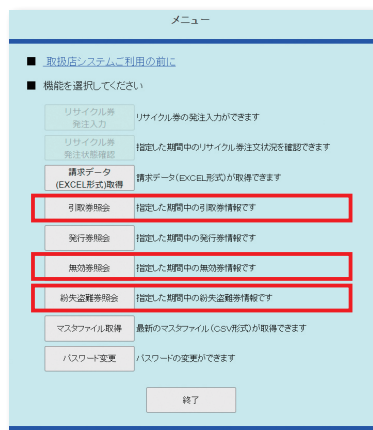 メニュー
■ 取扱店システムご利用の前に
■ 機能を選択してください
リサイクル券
発注入力
リサイクル券の発注入力ができます
リサイクル券
発注状態確認
指定した期間中のリサイクル券注文状況を確認できます
請求データ
(EXCEL形式)取得
請求データ(EXCEL形式)が取得できます
引取券照会
指定した期間中の引取券情報です
発行券照会
指定した期間中の発行券情報です
無効券照会
指定した期間中の無効券情報です
紛失盗難券照会
指定した期間中の紛失盗難券情報です
マスタファイル取得
最新のマスタファイル(CSV形式)が取得できます
パスワード変更
パスワードの変更ができます
終了